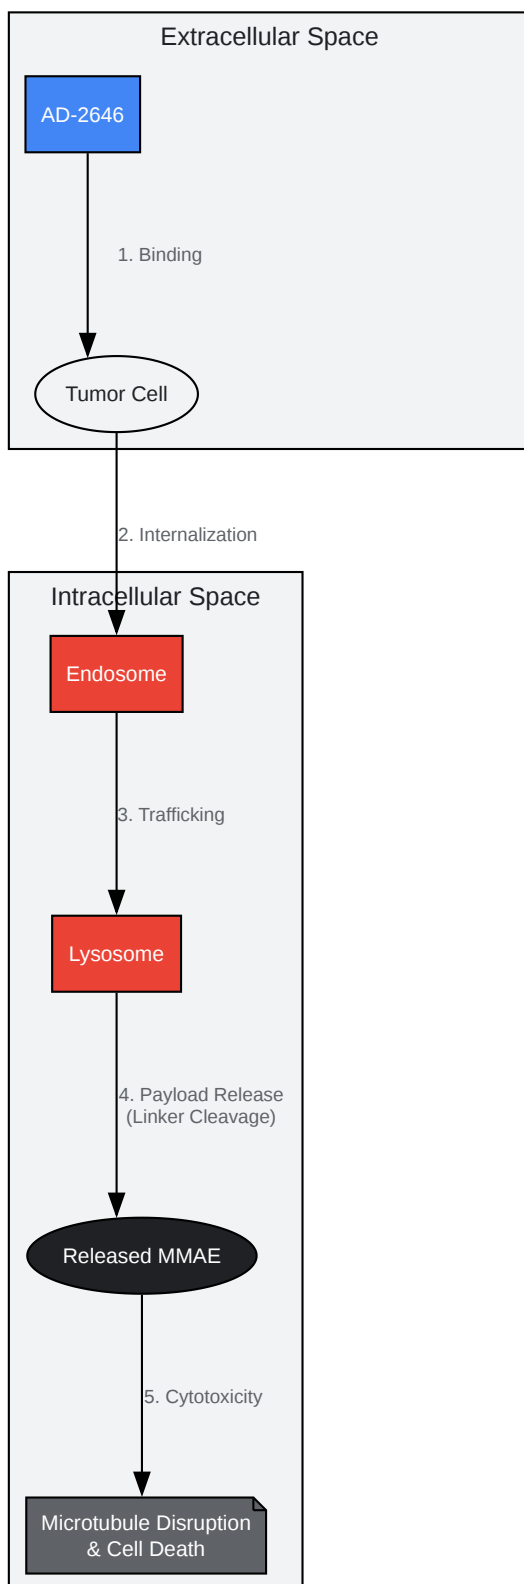 Extracellular Space
AD-2646
1. Binding
Tumor Cell
2. Internalization
Intracellular Space
Endosome
3. Trafficking
Lysosome
4. Payload Release
(Linker Cleavage)
Released MMAE
5. Cytotoxicity
Microtubule Disruption
& Cell Death